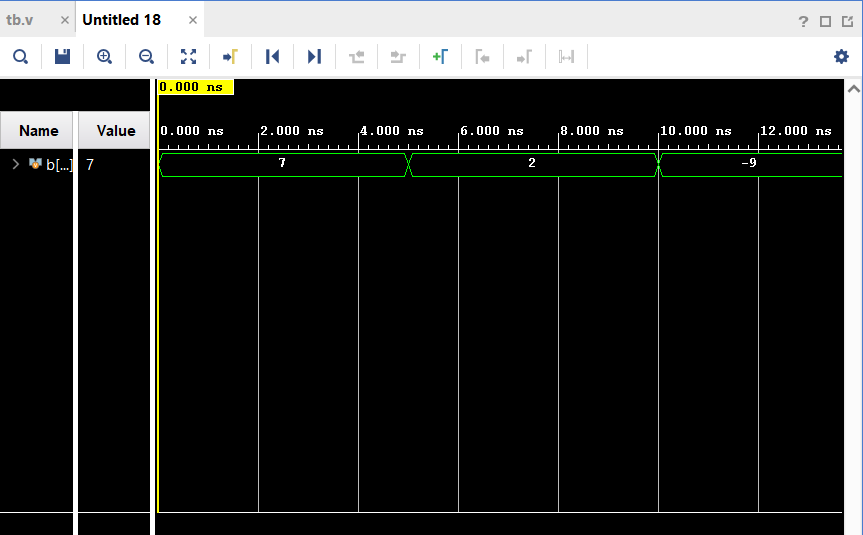 tb.v × Untitled 18 × ?
0.000 ns
Name Value 0.000 ns 2.000 ns 4.000 ns 6.000 ns 8.000 ns 10.000 ns 12.000 ns
b[...] 7 7 2 -9